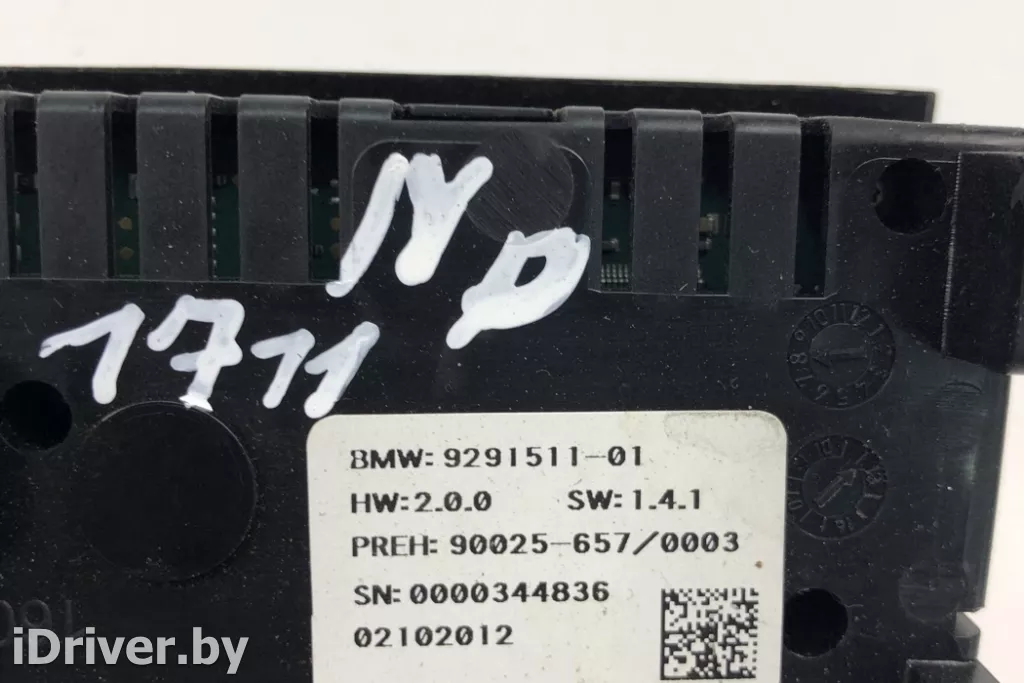 N
D
1711
BMW: 9291511-01
HW: 2.0.0 SW: 1.4.1
PREH: 90025-657/0003
SN: 0000344836
02102012
iDriver.by